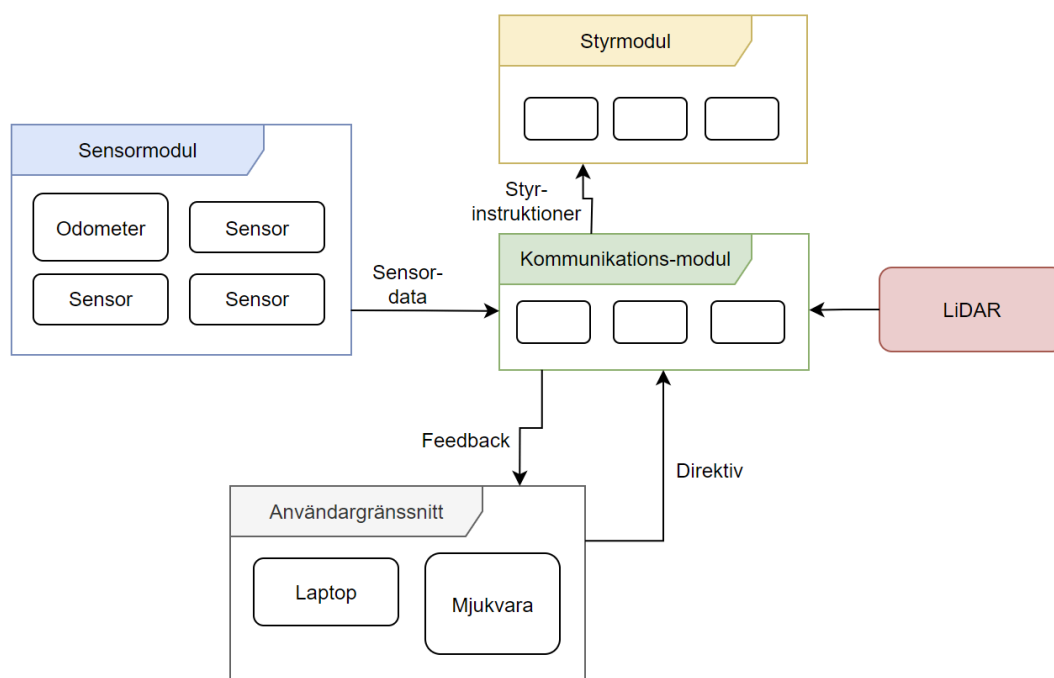 Styrmodul
Sensormodul
Odometer
Sensor
Sensor
Sensor
Styr-
instruktioner
Sensor-
data
Kommunikations-modul
LiDAR
Feedback
Direktiv
Användargränssnitt
Laptop
Mjukvara